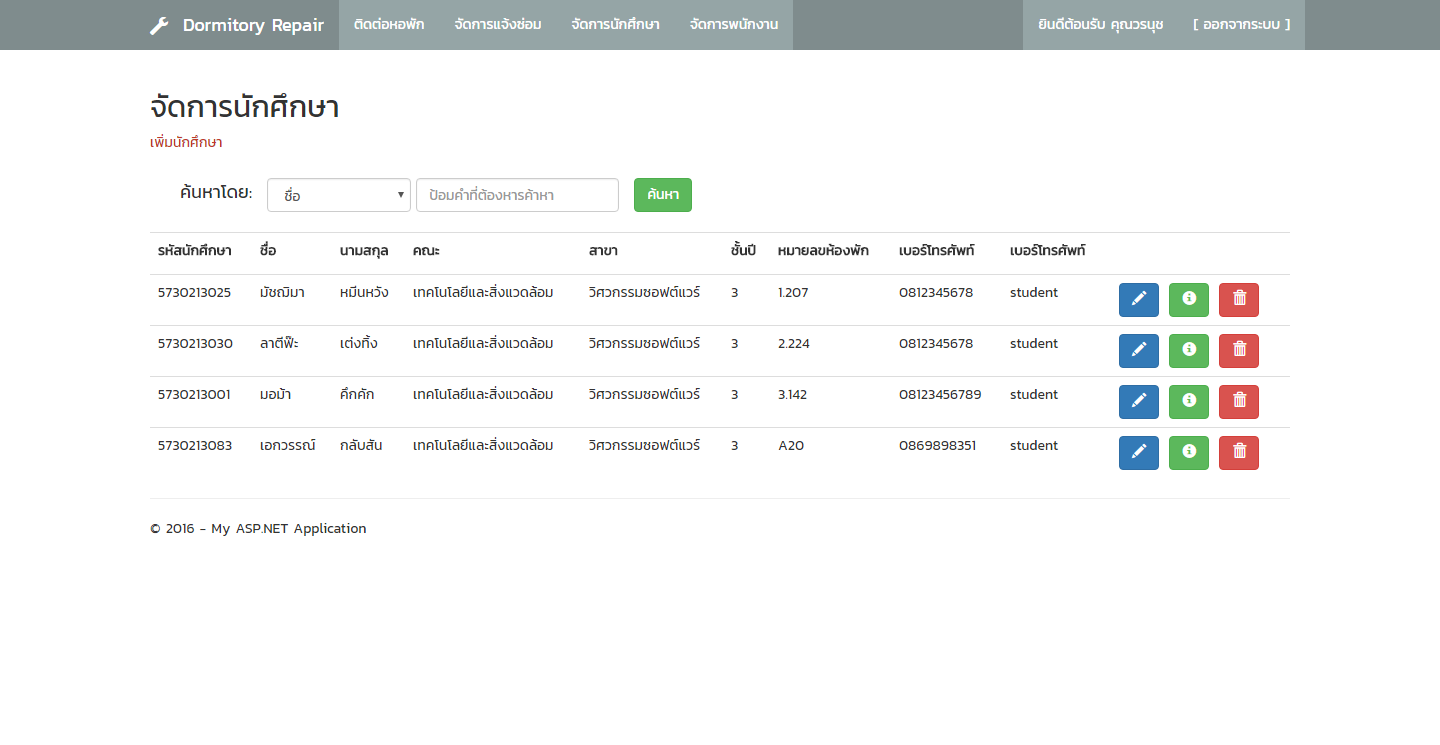 Dormitory Repair ติดต่อหอพัก จัดการแจ้งซ่อม จัดการนักศึกษา จัดการพนักงาน ยินดีต้อนรับ คุณวรนุช [ ออกจากระบบ ]
จัดการนักศึกษา
เพิ่มนักศึกษา
ค้นหาโดย: ชื่อ ป้อมคำที่ต้องหารค้าหา ค้นหา
รหัสนักศึกษา ชื่อ นามสกุล คณะ สาขา ชั้นปี หมายลขห้องพัก เบอร์โทรศัพท์ เบอร์โทรศัพท์
5730213025 มัชฌิมา หมีนหวัง เทคโนโลยีและสิ่งแวดล้อม วิศวกรรมซอฟต์แวร์ 3 1.207 0812345678 student
5730213030 ลาตีฟ๊ะ เต่งทิ้ง เทคโนโลยีและสิ่งแวดล้อม วิศวกรรมซอฟต์แวร์ 3 2.224 0812345678 student
5730213001 มอม้า คึกคัก เทคโนโลยีและสิ่งแวดล้อม วิศวกรรมซอฟต์แวร์ 3 3.142 08123456789 student
5730213083 เอกวรรณ์ กลับสัน เทคโนโลยีและสิ่งแวดล้อม วิศวกรรมซอฟต์แวร์ 3 A20 0869898351 student
© 2016 - My ASP.NET Application